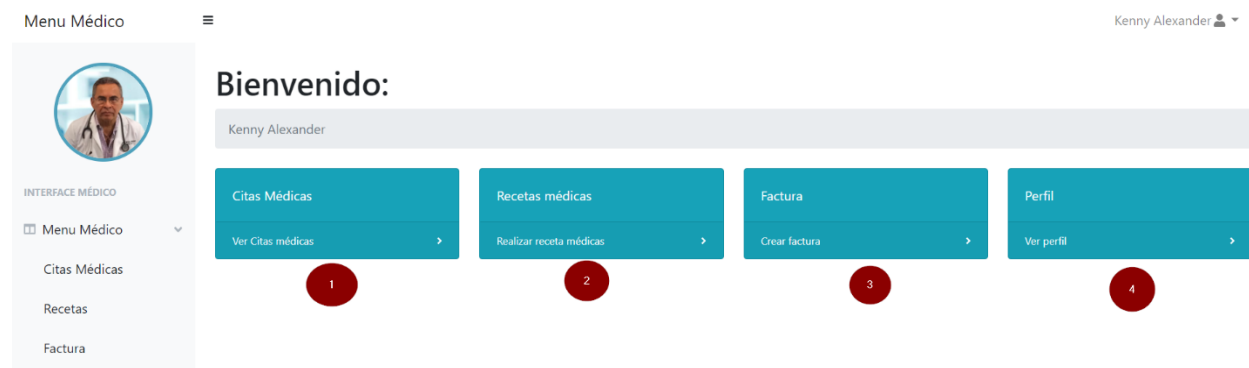 Menu Médico
Kenny Alexander
Bienvenido:
Kenny Alexander
INTERFACE MÉDICO
Menu Médico
Citas Médicas
Recetas
Factura
Citas Médicas
Ver Citas médicas
1
Recetas médicas
Realizar receta médicas
2
Factura
Crear factura
3
Perfil
Ver perfil
4